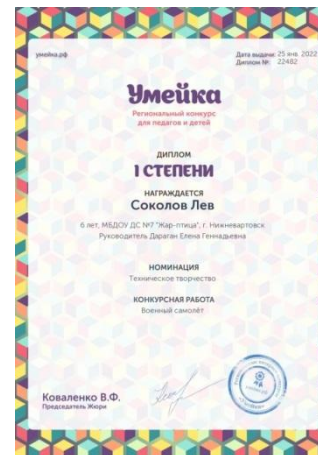 умейка.рф
Дата выдачи: 25 янв. 2022
Диплом №: 22482
Умейка
Региональный конкурс
для педагов и детей
ДИПЛОМ
I СТЕПЕНИ
НАГРАЖДАЕТСЯ
Соколов Лев
6 лет, МБДОУ ДС №7 "Жар-птица", г. Нижневартовск
Руководитель Дараган Елена Геннадьевна
НОМИНАЦИЯ
Техническое творчество
КОНКУРСНАЯ РАБОТА
Военный самолёт
Коваленко В.Ф.
Председатель Жюри